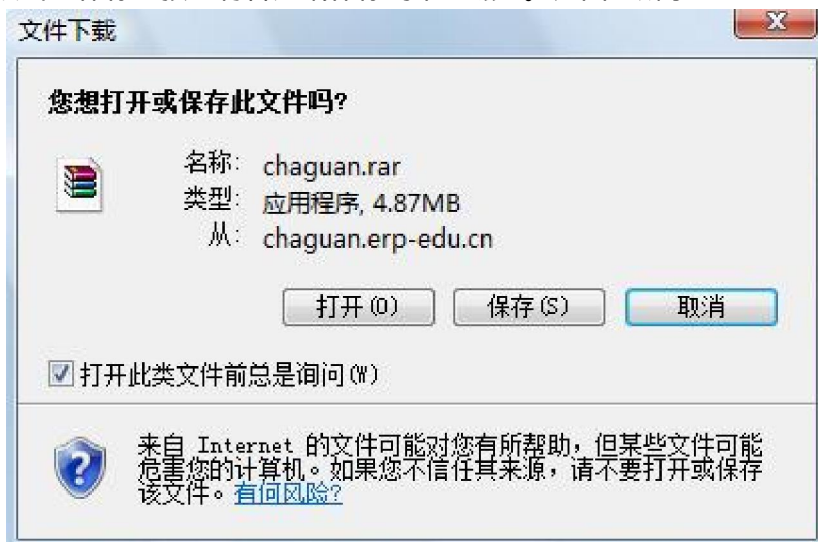 文件下载
您想打开或保存此文件吗?
名称: chaguan.rar
类型: 应用程序, 4.87MB
从: chaguan.erp-edu.cn
打开(O) 保存(S) 取消
打开此类文件前总是询问(W)
来自 Internet 的文件可能对您有所帮助，但某些文件可能
危害您的计算机。如果您不信任其来源，请不要打开或保存
该文件。有何风险?